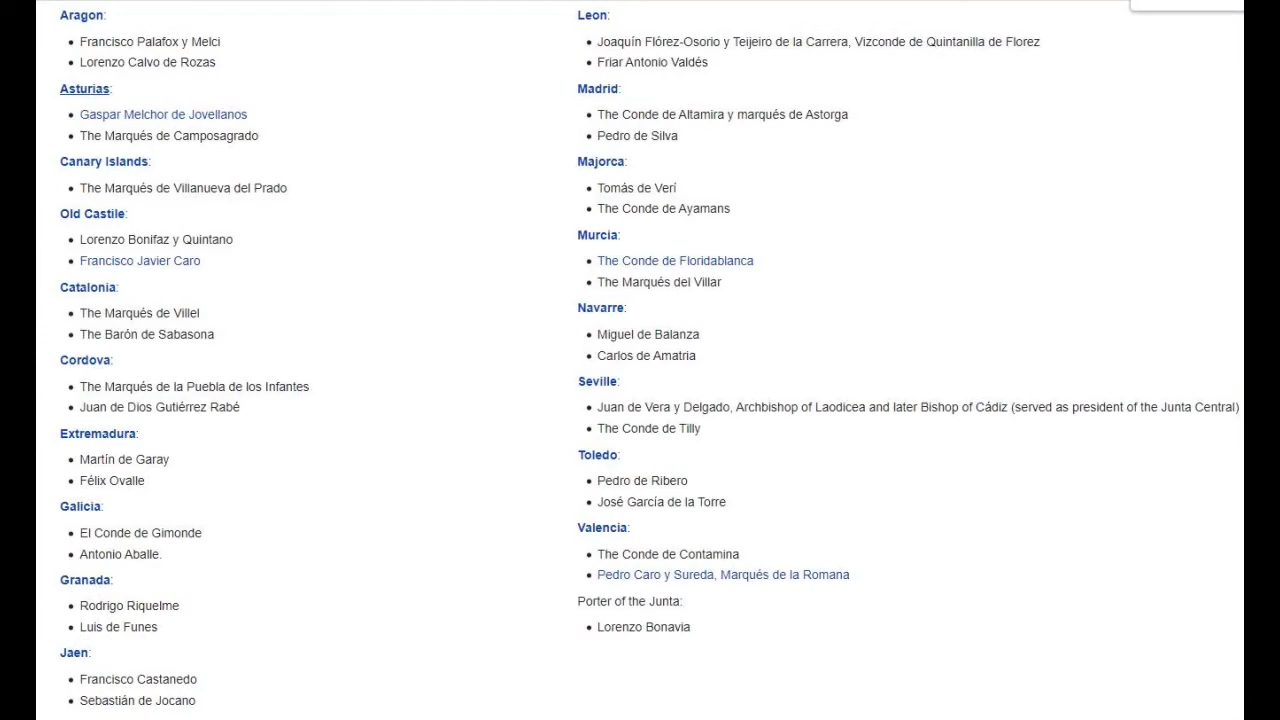 Aragon:
• Francisco Palafox y Melci
• Lorenzo Calvo de Rozas
Asturias:
• Gaspar Melchor de Jovellanos
• The Marqués de Camposagrado
Canary Islands:
• The Marqués de Villanueva del Prado
Old Castile:
• Lorenzo Bonifaz y Quintano
• Francisco Javier Caro
Catalonia:
• The Marqués de Villel
• The Barón de Sabasona
Cordova:
• The Marqués de la Puebla de los Infantes
• Juan de Dios Gutiérrez Rabé
Extremadura:
• Martín de Garay
• Félix Ovalle
Galicia:
• El Conde de Gimonde
• Antonio Aballe.
Granada:
• Rodrigo Riquelme
• Luis de Funes
Jaen:
• Francisco Castanedo
• Sebastián de Jocano
Leon:
• Joaquín Flórez-Osorio y Teijeiro de la Carrera, Vizconde de Quintanilla de Florez
• Friar Antonio Valdés
Madrid:
• The Conde de Altamira y marqués de Astorga
• Pedro de Silva
Majorca:
• Tomás de Verí
• The Conde de Ayamans
Murcia:
• The Conde de Floridablanca
• The Marqués del Villar
Navarre:
• Miguel de Balanza
• Carlos de Amatria
Seville:
• Juan de Vera y Delgado, Archbishop of Laodicea and later Bishop of Cádiz (served as president of the Junta Central)
• The Conde de Tilly
Toledo:
• Pedro de Ribero
• José García de la Torre
Valencia:
• The Conde de Contamina
• Pedro Caro y Sureda, Marqués de la Romana
Porter of the Junta:
• Lorenzo Bonavia